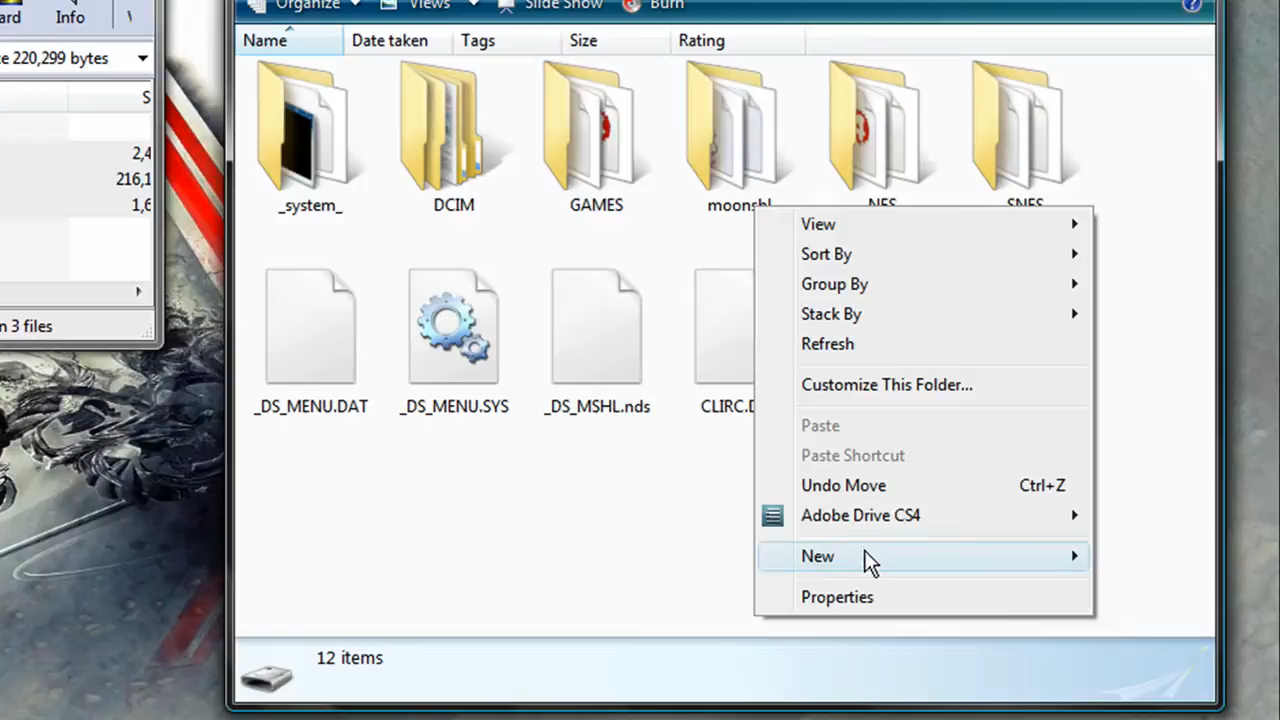 Organize Views Slide Show Burn
ard Info
Name Date taken Tags Size Rating
e 220,299 bytes
S
2,4
216,1
1,6
n 3 files
_system_ DCIM GAMES moonshl NES SNES
_DS_MENU.DAT _DS_MENU.SYS _DS_MSHL.nds CLIRC.D
View
Sort By
Group By
Stack By
Refresh
Customize This Folder...
Paste
Paste Shortcut
Undo Move Ctrl+Z
Adobe Drive CS4
New
Properties
12 items